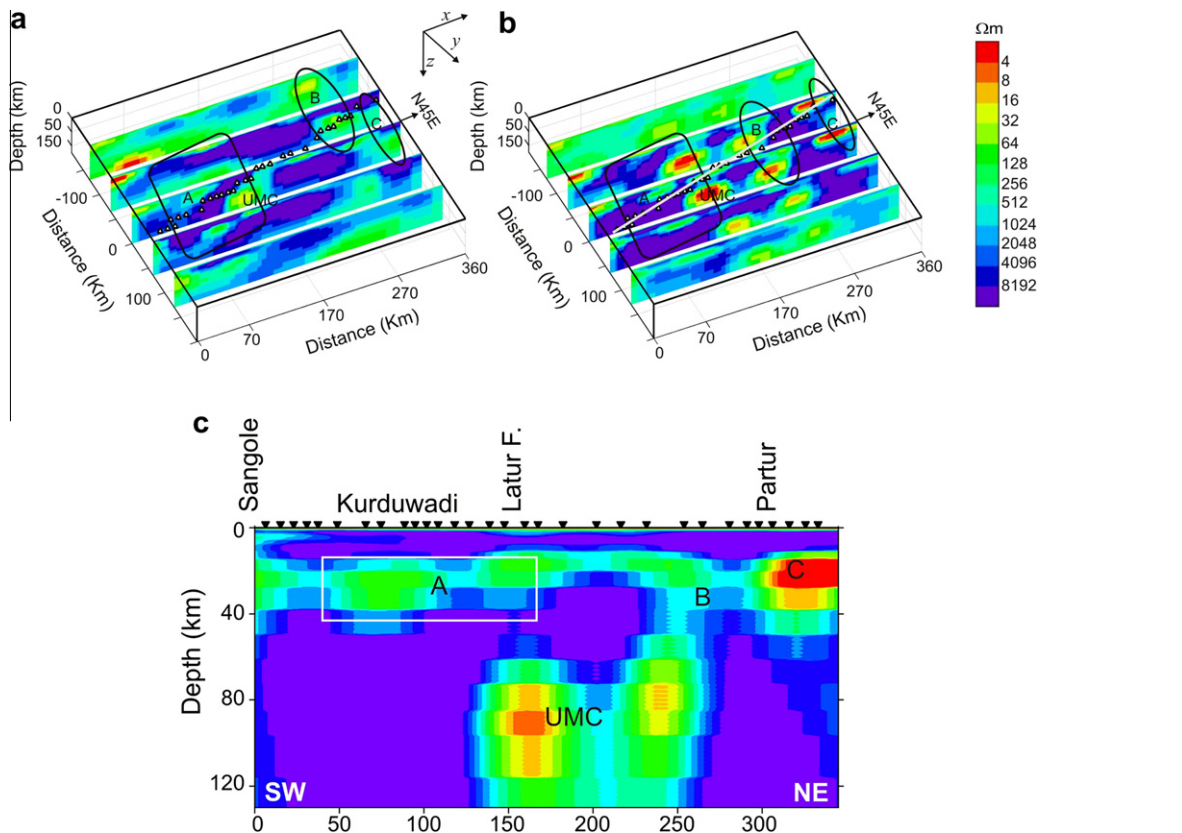 a
x
y
z
b
Ωm
4
8
16
32
64
128
256
512
1024
2048
4096
8192
Depth (km)
0
50
100
150
-100
0
100
Distance (Km)
0
70
170
270
360
Distance (Km)
A
B
C
UMC
N45E
Depth (km)
0
50
100
150
-100
0
100
Distance (Km)
0
70
170
270
360
Distance (Km)
A
B
C
UMC
N45E
c
Sangole
Kurduwadi
Latur F.
Partur
Depth (km)
0
40
80
120
A
B
C
UMC
SW
NE
0
50
100
150
200
250
300